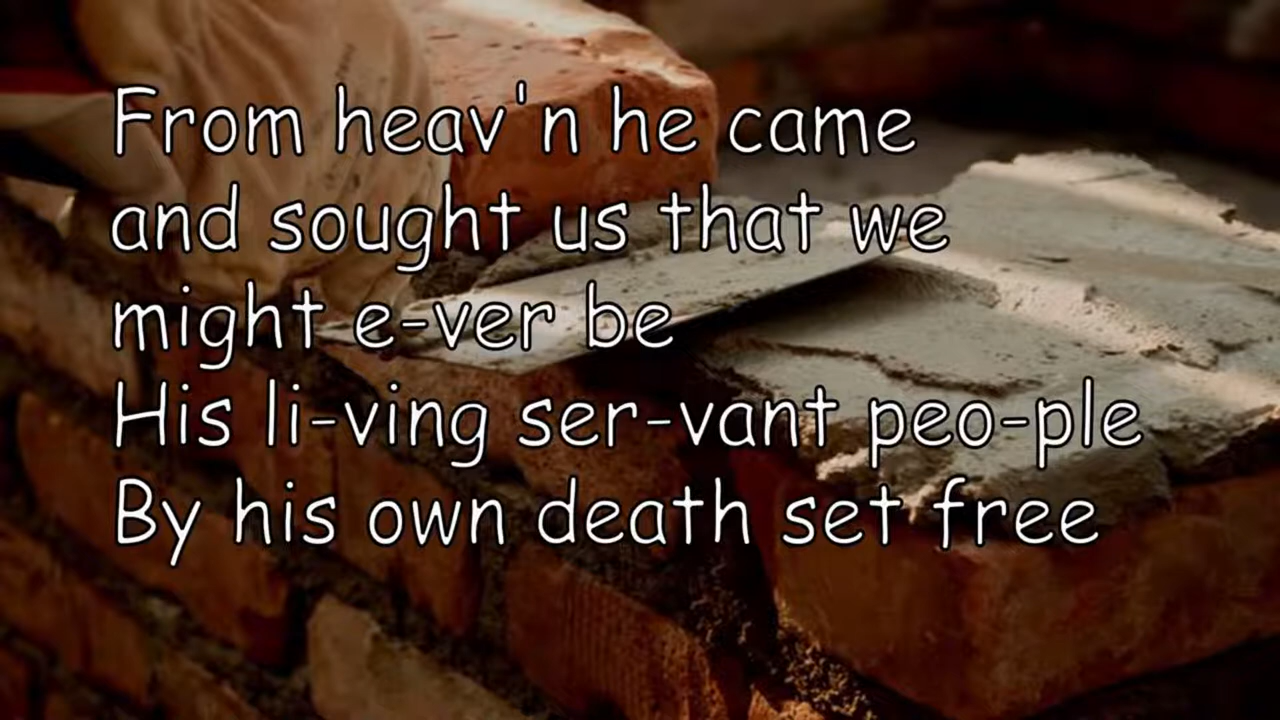 From heav'n he came
and sought us that we
might e-ver be
His li-ving ser-vant peo-ple
By his own death set free